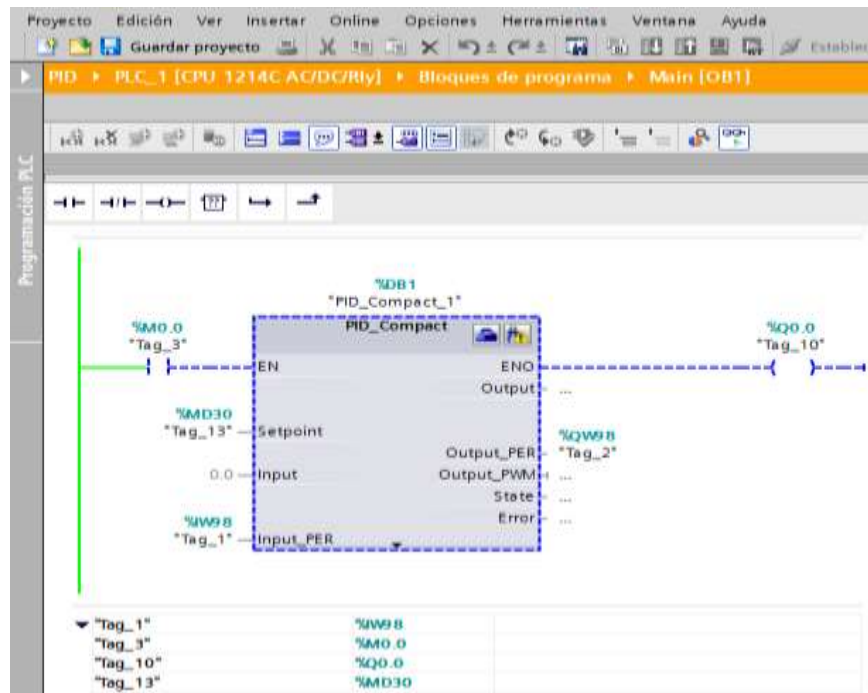 Proyecto Edición Ver Insertar Online Opciones Herramientas Ventana Ayuda
Guardar proyecto Establec
PID PLC_1 [CPU 1214C AC/DC/Rly] Bloques de programa Main [OB1]
Programación PLC
??
%DB1
"PID_Compact_1"
PID_Compact
%M0.0
"Tag_3"
%Q0.0
"Tag_10"
EN ENO
Output ...
%MD30
"Tag_13" Setpoint
%QW98
Output_PER "Tag_2"
0.0 Input Output_PWM ...
State ...
%IW98
Error ...
"Tag_1" Input_PER
"Tag_1" %IW98
"Tag_3" %M0.0
"Tag_10" %Q0.0
"Tag_13" %MD30